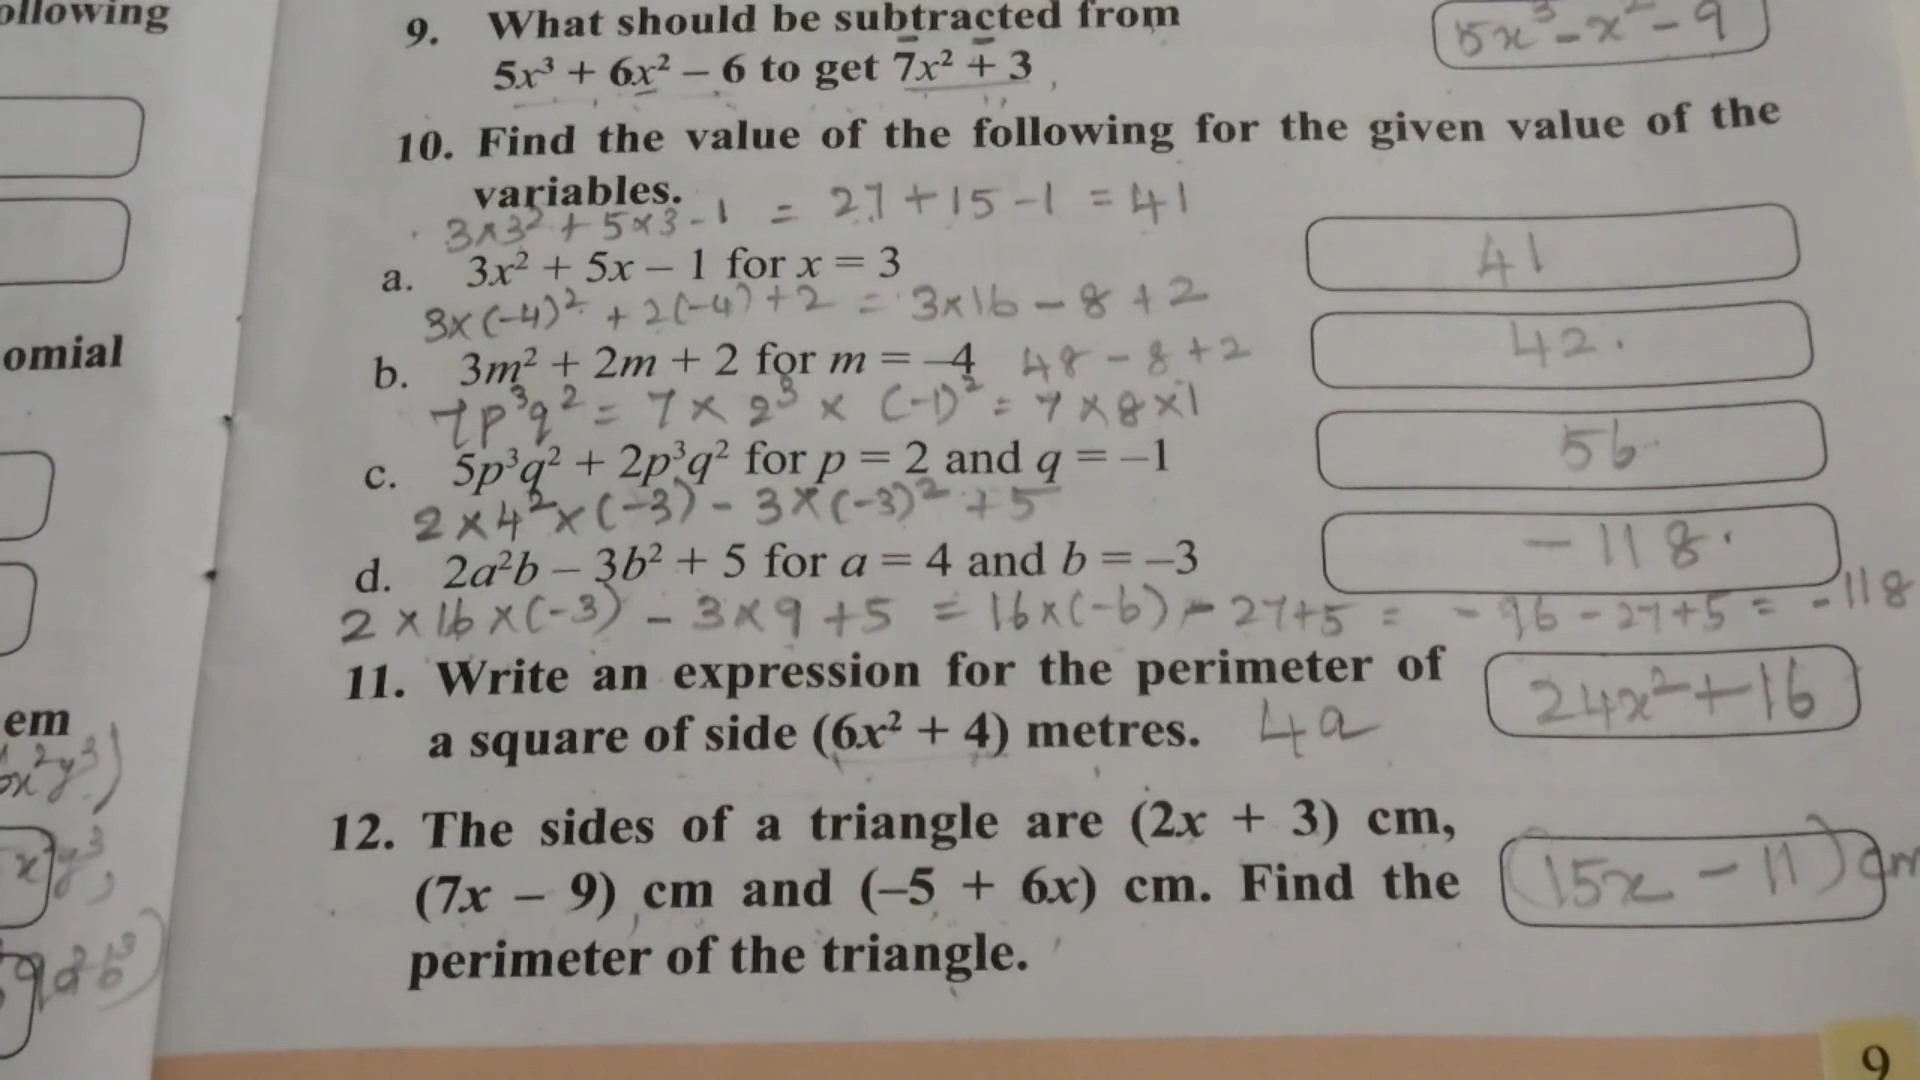 ollowing
omial
em
9. What should be subtracted from
5x³ + 6x² – 6 to get 7x² + 3
5x³ – x² – 9
10. Find the value of the following for the given value of the
variables.
3×3² + 5×3 – 1 = 27 + 15 – 1 = 41
a. 3x² + 5x – 1 for x = 3
41
3×(–4)² + 2(–4) + 2 = 3×16 – 8 + 2
b. 3m² + 2m + 2 for m = –4 48 – 8 + 2
42.
7p³q² = 7 × 2³ × (–1)² = 7 × 8 × 1
c. 5p³q² + 2p³q² for p = 2 and q = –1
56
2 × 4² × (–3) – 3×(–3)² + 5
d. 2a²b – 3b² + 5 for a = 4 and b = –3
–118.
2 × 16 × (–3) – 3×9 + 5 = 16×(–6) – 27+5 = –96 – 27+5 = –118
11. Write an expression for the perimeter of
a square of side (6x² + 4) metres. 4a
24x² + 16
12. The sides of a triangle are (2x + 3) cm,
(7x – 9) cm and (–5 + 6x) cm. Find the
perimeter of the triangle.
(15x – 11) cm
9